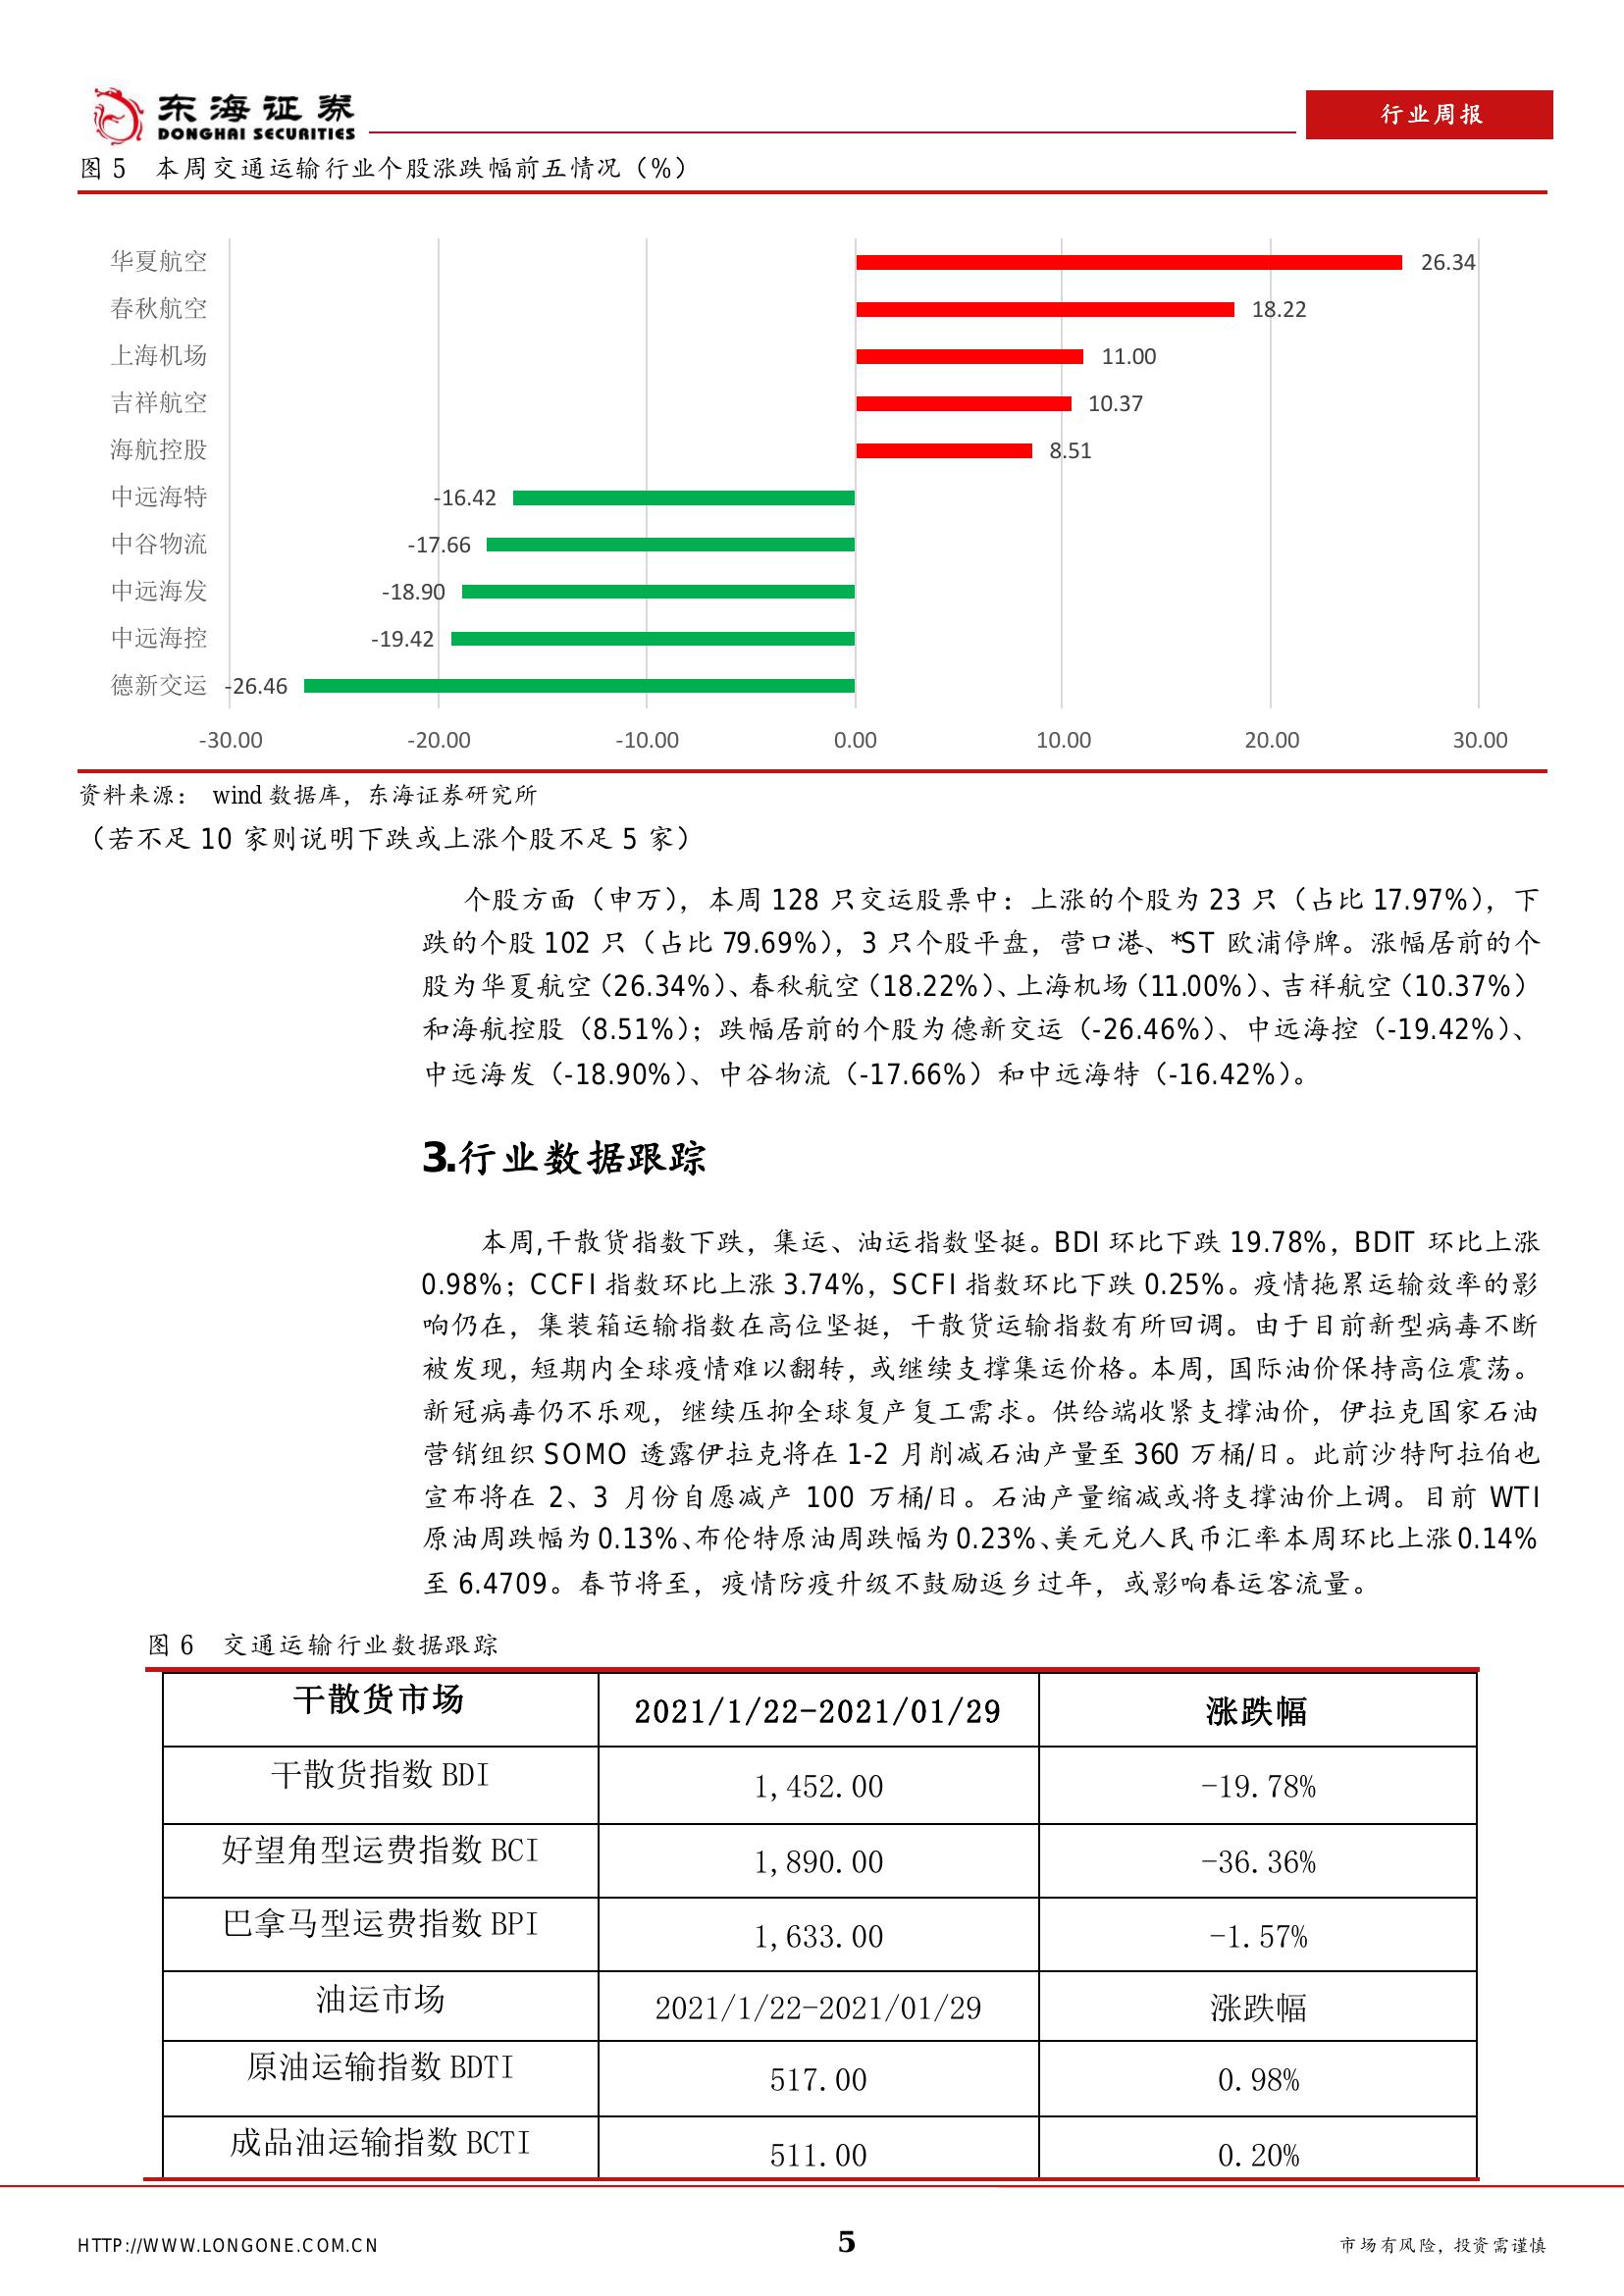 东海证券
DONGHAI SECURITIES
行业周报
图 5 本周交通运输行业个股涨跌幅前五情况（%）
华夏航空 26.34
春秋航空 18.22
上海机场 11.00
吉祥航空 10.37
海航控股 8.51
中远海特 -16.42
中谷物流 -17.66
中远海发 -18.90
中远海控 -19.42
德新交运 -26.46
-30.00 -20.00 -10.00 0.00 10.00 20.00 30.00
资料来源： wind 数据库，东海证券研究所
（若不足 10 家则说明下跌或上涨个股不足 5 家）
个股方面（申万），本周 128 只交运股票中：上涨的个股为 23 只（占比 17.97%），下
跌的个股 102 只（占比 79.69%），3 只个股平盘，营口港、*ST 欧浦停牌。涨幅居前的个
股为华夏航空（26.34%）、春秋航空（18.22%）、上海机场（11.00%）、吉祥航空（10.37%）
和海航控股（8.51%）；跌幅居前的个股为德新交运（-26.46%）、中远海控（-19.42%）、
中远海发（-18.90%）、中谷物流（-17.66%）和中远海特（-16.42%）。
3.行业数据跟踪
本周,干散货指数下跌，集运、油运指数坚挺。BDI 环比下跌 19.78%，BDIT 环比上涨
0.98%；CCFI 指数环比上涨 3.74%，SCFI 指数环比下跌 0.25%。疫情拖累运输效率的影
响仍在，集装箱运输指数在高位坚挺，干散货运输指数有所回调。由于目前新型病毒不断
被发现，短期内全球疫情难以翻转，或继续支撑集运价格。本周，国际油价保持高位震荡。
新冠病毒仍不乐观，继续压抑全球复产复工需求。供给端收紧支撑油价，伊拉克国家石油
营销组织 SOMO 透露伊拉克将在 1-2 月削减石油产量至 360 万桶/日。此前沙特阿拉伯也
宣布将在 2、3 月份自愿减产 100 万桶/日。石油产量缩减或将支撑油价上调。目前 WTI
原油周跌幅为 0.13%、布伦特原油周跌幅为 0.23%、美元兑人民币汇率本周环比上涨 0.14%
至 6.4709。春节将至，疫情防疫升级不鼓励返乡过年，或影响春运客流量。
图 6 交通运输行业数据跟踪
干散货市场 2021/1/22-2021/01/29 涨跌幅
干散货指数 BDI 1,452.00 -19.78%
好望角型运费指数 BCI 1,890.00 -36.36%
巴拿马型运费指数 BPI 1,633.00 -1.57%
油运市场 2021/1/22-2021/01/29 涨跌幅
原油运输指数 BDTI 517.00 0.98%
成品油运输指数 BCTI 511.00 0.20%
HTTP://WWW.LONGONE.COM.CN 5 市场有风险，投资需谨慎